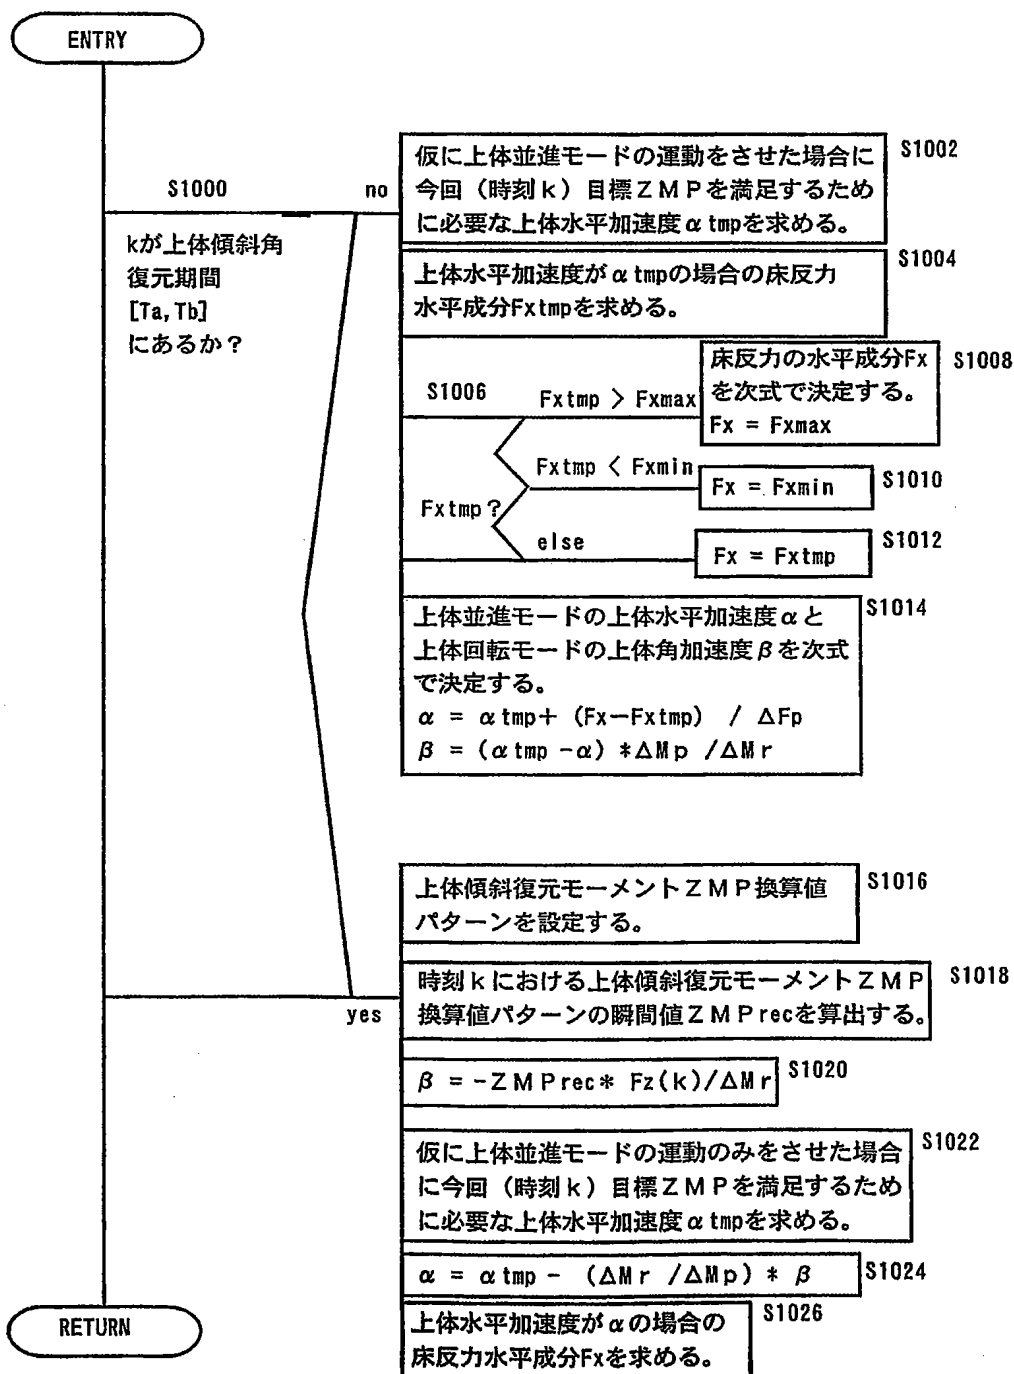 ENTRY
S1000
no
kが上体傾斜角
復元期間
[Ta,Tb]
にあるか？
仮に上体並進モードの運動をさせた場合に
今回（時刻ｋ）目標ＺＭＰを満足するため
に必要な上体水平加速度αtmpを求める。
S1002
上体水平加速度がαtmpの場合の床反力
水平成分Fxtmpを求める。
S1004
S1006
Fxtmp？
Fxtmp > Fxmax
床反力の水平成分Fx
を次式で決定する。
Fx = Fxmax
S1008
Fxtmp < Fxmin
Fx = Fxmin
S1010
else
Fx = Fxtmp
S1012
上体並進モードの上体水平加速度αと
上体回転モードの上体角加速度βを次式
で決定する。
α = αtmp+ (Fx-Fxtmp) / ΔFp
β = (αtmp -α) *ΔMp /ΔMr
S1014
yes
上体傾斜復元モーメントＺＭＰ換算値
パターンを設定する。
S1016
時刻ｋにおける上体傾斜復元モーメントＺＭＰ
換算値パターンの瞬間値ＺＭＰrecを算出する。
S1018
β = -ＺＭＰrec* Fz(k)/ΔMr
S1020
仮に上体並進モードの運動のみをさせた場合
に今回（時刻ｋ）目標ＺＭＰを満足するため
に必要な上体水平加速度αtmpを求める。
S1022
α = αtmp - (ΔMr /ΔMp) * β
S1024
上体水平加速度がαの場合の
床反力水平成分Fxを求める。
S1026
RETURN